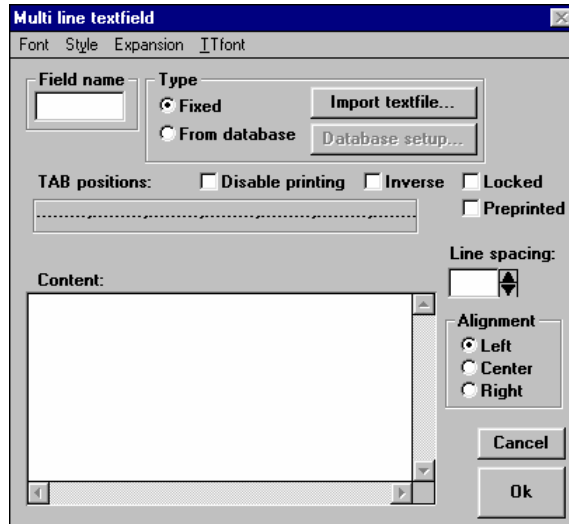 Multi line textfield
Font Style Expansion TTfont
Field name
Type
Fixed
Import textfile...
From database
Database setup...
TAB positions:
Disable printing
Inverse
Locked
Preprinted
Line spacing:
Content:
Alignment
Left
Center
Right
Cancel
Ok